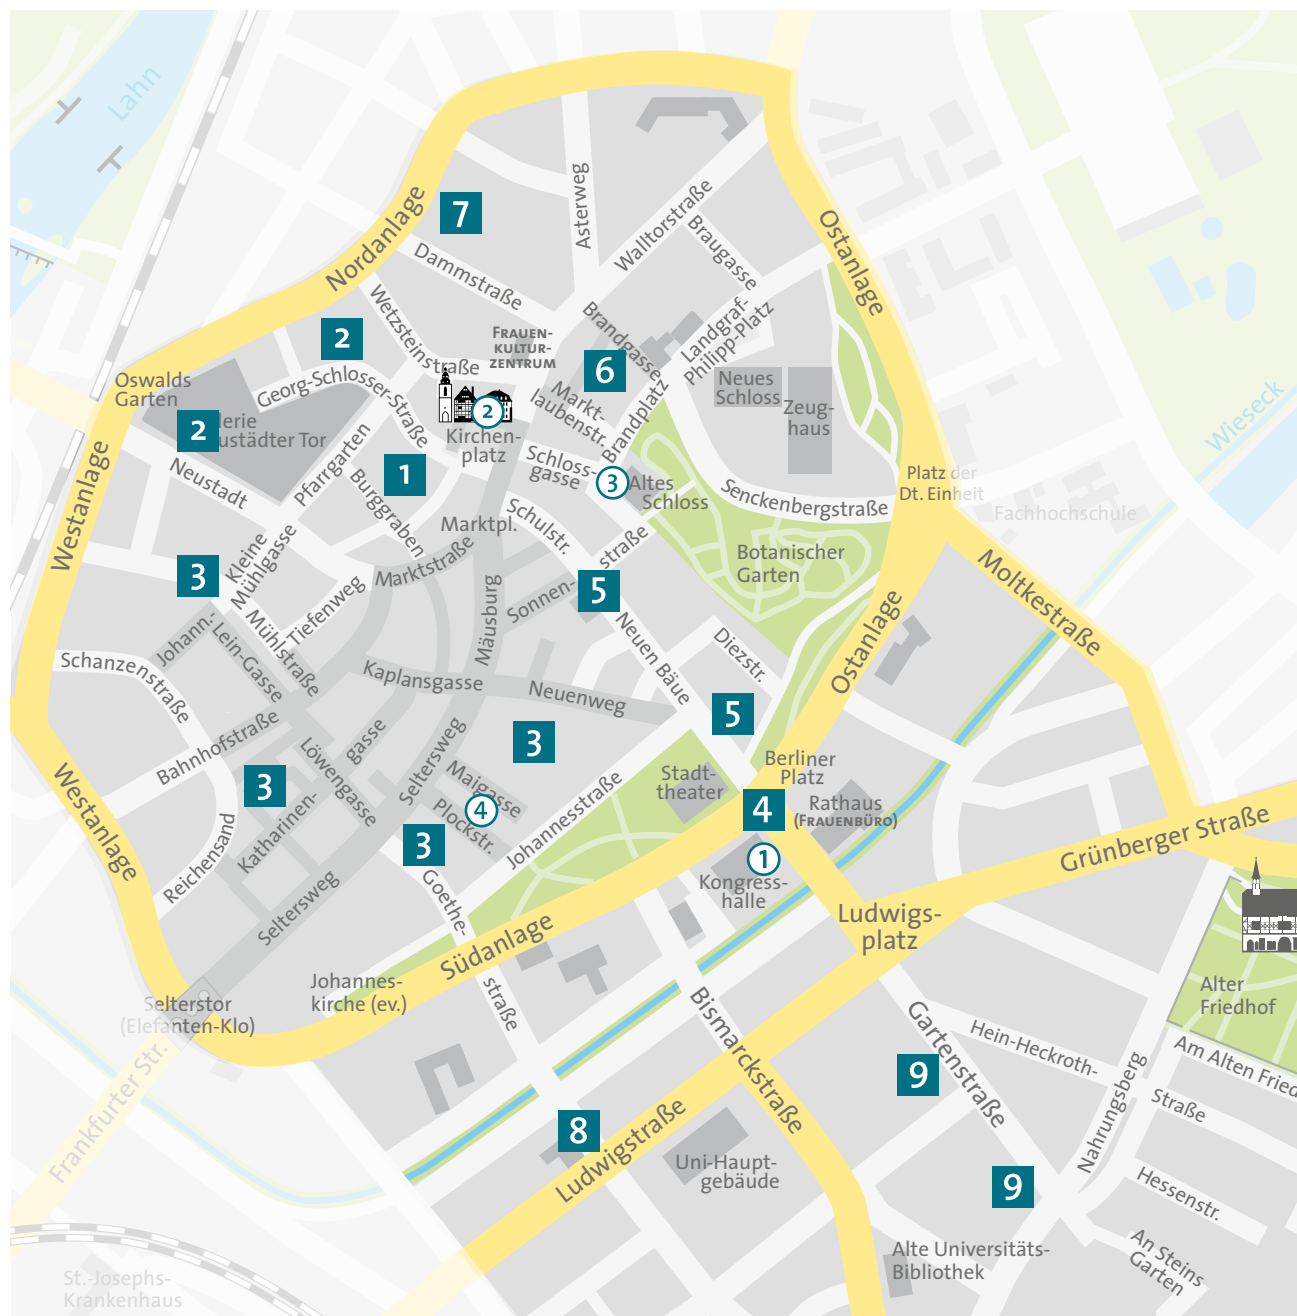 Lahn
7
Asterweg
Walltorstraße
Braugasse
Ostanlage
Nordanlage
Dammstraße
Wetzsteinstraße
2
Frauen-
kultur-
zentrum
Brandgasse
6
Landgraf-
Philipp-Platz
Neues
Schloss
Zeug-
haus
Oswalds
Garten
Georg-Schlosser-Straße
2
lerie
ustädter Tor
Neustadt
Pfarrgarten
Burggraben
1
2
Kirchen-
platz
Markt-
laubenstr.
Brandplatz
Schloss-
gasse
3
Altes
Schloss
Senckenbergstraße
Platz der
Dt. Einheit
Fachhochschule
Wieseck
Westanlage
Marktpl.
Schulstr.
Botanischer
Garten
Moltkestraße
3
Kleine
Mühlgasse
Marktstraße
Tiefenweg
Mühlstraße
Mäusburg
Sonnen-
straße
5
Neuen Bäue
Diezstr.
Ostanlage
Johann.-
Lein-Gasse
Schanzenstraße
Kaplansgasse
Neuenweg
5
Bahnhofstraße
Löwengasse
Katharinen-
gasse
Seltersweg
3
3
Maigasse
4
Plockstr.
Johannesstraße
Stadt-
theater
Berliner
Platz
4
Rathaus
(Frauenbüro)
Westanlage
Reichensand
3
Goethe-
straße
1
Kongress-
halle
Ludwigs-
platz
Grünberger Straße
Seltersweg
Südanlage
Johannes-
kirche (ev.)
Selterstor
(Elefanten-Klo)
Alter
Friedhof
Frankfurter Str.
Bismarckstraße
Gartenstraße
Hein-Heckroth-
Straße
Am Alten Fried
9
Nahrungsberg
8
Ludwigstraße
Uni-Haupt-
gebäude
9
Hessenstr.
An Steins
Garten
Alte Universitäts-
Bibliothek
St.-Josephs-
Krankenhaus